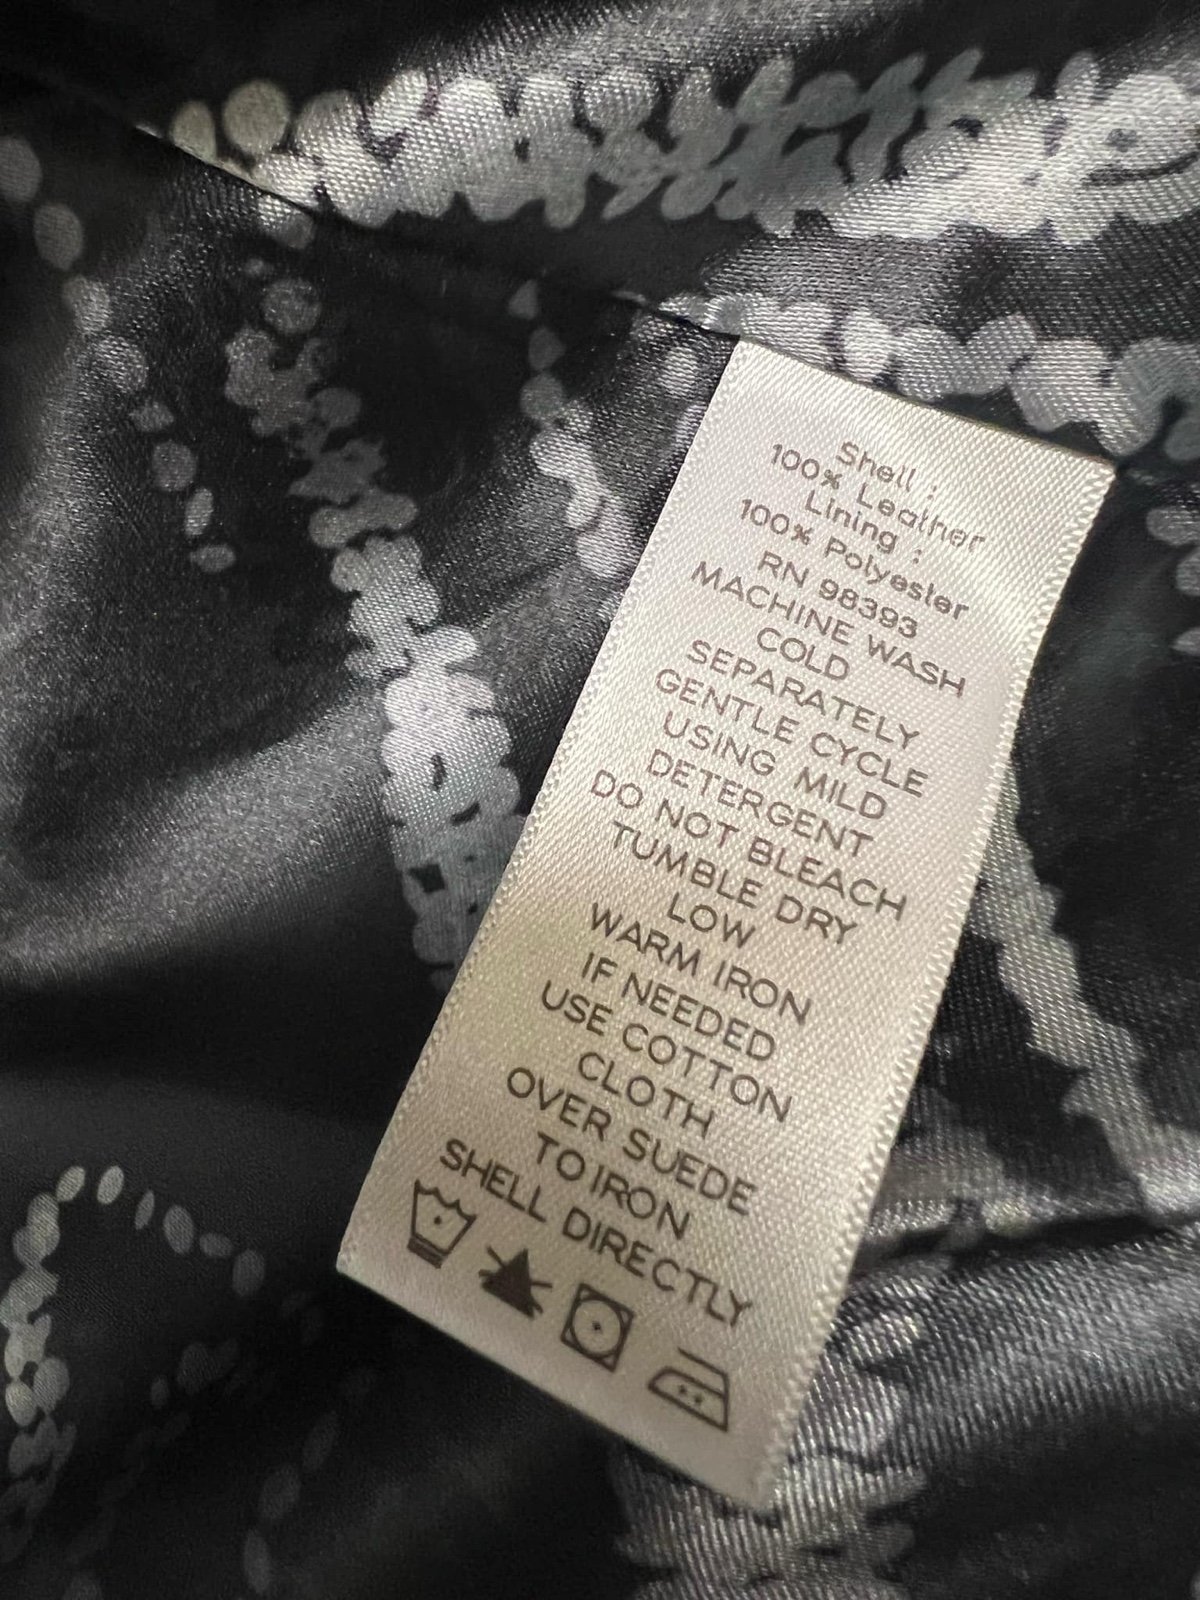 Shell :
100% Leather
Lining :
100% Polyester
RN 98393
MACHINE WASH
COLD
SEPARATELY
GENTLE CYCLE
USING MILD
DETERGENT
DO NOT BLEACH
TUMBLE DRY
LOW
WARM IRON
IF NEEDED
USE COTTON
CLOTH
OVER SUEDE
TO IRON
SHELL DIRECTLY